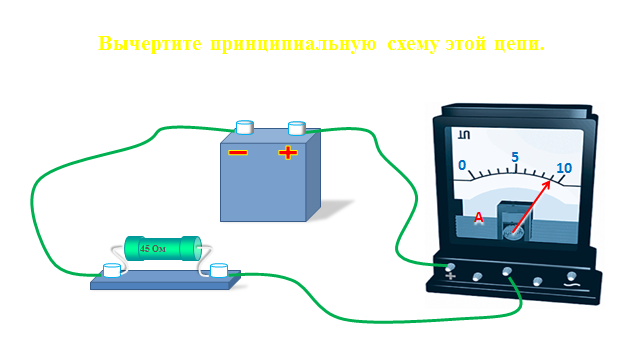 Вычертите принципиальную схему этой цепи.
− +
0 5 10
A
45 Ом
+